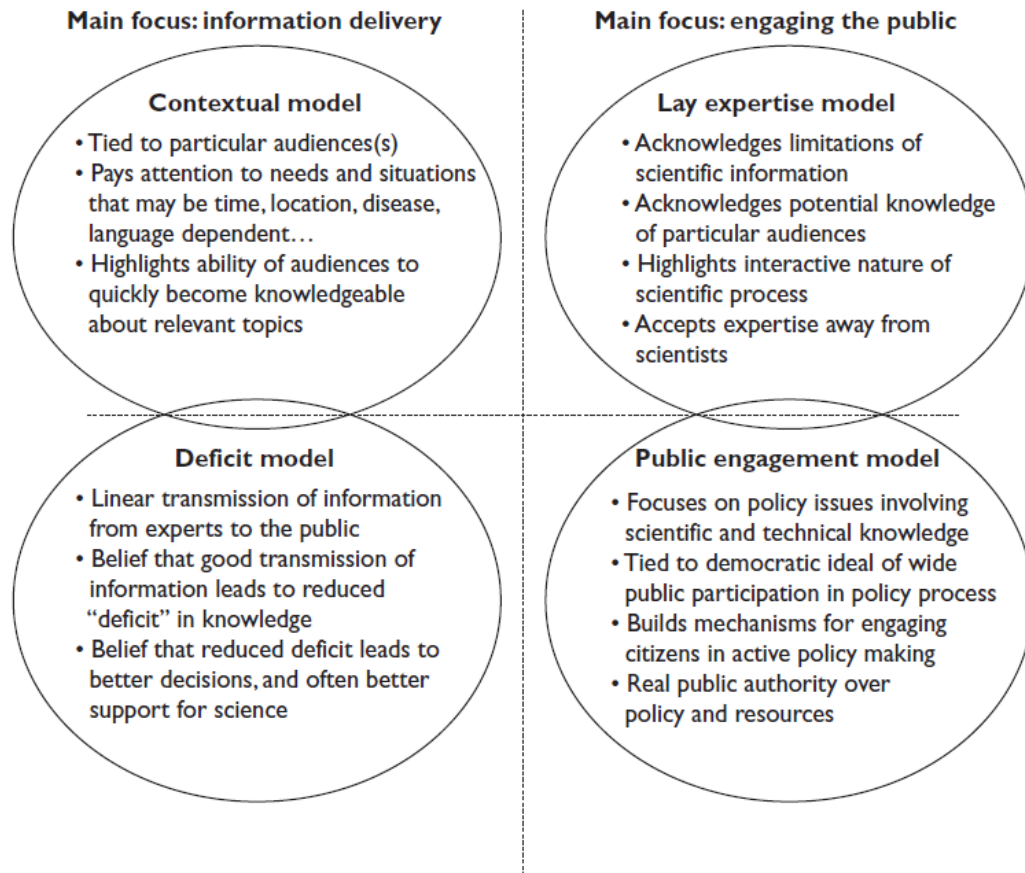 Main focus: information delivery
Contextual model
• Tied to particular audiences(s)
• Pays attention to needs and situations
that may be time, location, disease,
language dependent…
• Highlights ability of audiences to
quickly become knowledgeable
about relevant topics
Deficit model
• Linear transmission of information
from experts to the public
• Belief that good transmission of
information leads to reduced
“deficit” in knowledge
• Belief that reduced deficit leads to
better decisions, and often better
support for science
Main focus: engaging the public
Lay expertise model
• Acknowledges limitations of
scientific information
• Acknowledges potential knowledge
of particular audiences
• Highlights interactive nature of
scientific process
• Accepts expertise away from
scientists
Public engagement model
• Focuses on policy issues involving
scientific and technical knowledge
• Tied to democratic ideal of wide
public participation in policy process
• Builds mechanisms for engaging
citizens in active policy making
• Real public authority over
policy and resources